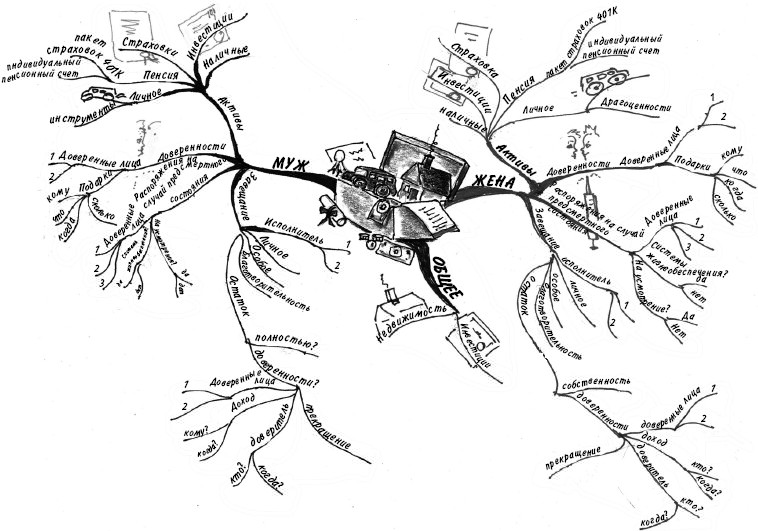 МУЖ
Активы
Инвестиции
наличные
Страховки
Пенсия
пакет
страховок 401К
индивидуальный
пенсионный счет
Личное
инструменты
Доверенности
Доверенные лица
1
2
Подарки
кому
что
когда
сколько
Распоряжения на
случай предсмертного
состояния
Доверенные
лица
1
2
3
да
нет
Завещание
Исполнитель
1
2
Личное
Особое
Благотворительность
Остаток
полностью?
доверенности?
Доверенные
лица
1
2
Доход
кому?
когда?
доверитель
кто?
когда?
прекращение
ОБЩЕЕ
Недвижимость
Инвестиции
ЖЕНА
Активы
Страховка
Инвестиции
наличные
Пенсия
пакет страховок 401К
индивидуальный
пенсионный счет
Личное
Драгоценности
Доверенности
Доверенные лица
1
2
Подарки
кому
что
когда
сколько
Распоряжение на случай
предсмертного
состояния
Доверенные
лица
1
2
3
Системы
жизнеобеспечения?
да
нет
На усмотрение?
Да
Нет
Завещание
исполнитель
1
2
личное
особое
благотворительность
остаток
собственность
доверенности
доверенные лица
1
2
доход
кто?
когда?
доверитель
кто?
когда?
прекращение